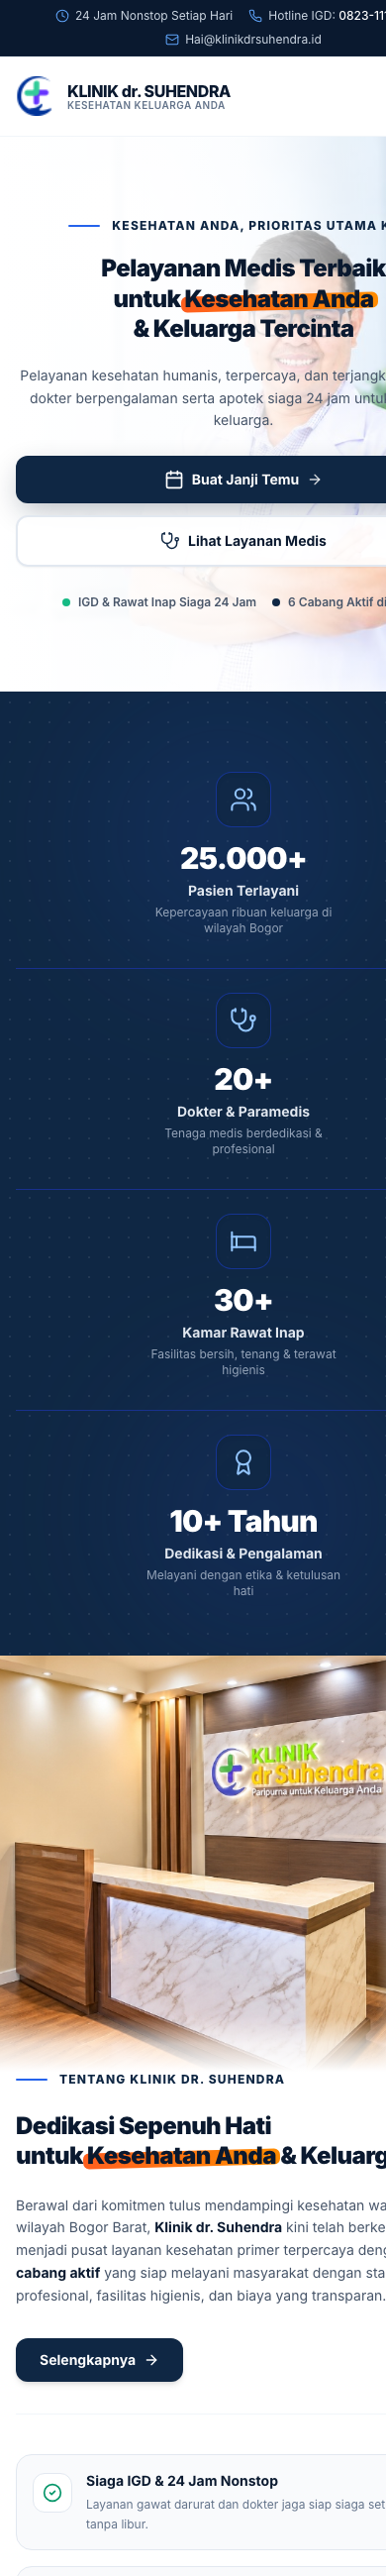 24 Jam Nonstop Setiap Hari Hotline IGD: 0823-11
Hai@klinikdrsuhendra.id
KLINIK dr. SUHENDRA
KESEHATAN KELUARGA ANDA
KESEHATAN ANDA, PRIORITAS UTAMA K
Pelayanan Medis Terbaik
untuk Kesehatan Anda
& Keluarga Tercinta
Pelayanan kesehatan humanis, terpercaya, dan terjangk
dokter berpengalaman serta apotek siaga 24 jam untu
keluarga.
Buat Janji Temu
Lihat Layanan Medis
IGD & Rawat Inap Siaga 24 Jam 6 Cabang Aktif di
25.000+
Pasien Terlayani
Kepercayaan ribuan keluarga di
wilayah Bogor
20+
Dokter & Paramedis
Tenaga medis berdedikasi &
profesional
30+
Kamar Rawat Inap
Fasilitas bersih, tenang & terawat
higienis
10+ Tahun
Dedikasi & Pengalaman
Melayani dengan etika & ketulusan
hati
KLINIK
dr Suhendra
Paripurna untuk Keluarga Anda
TENTANG KLINIK DR. SUHENDRA
Dedikasi Sepenuh Hati
untuk Kesehatan Anda & Keluarg
Berawal dari komitmen tulus mendampingi kesehatan wa
wilayah Bogor Barat, Klinik dr. Suhendra kini telah berke
menjadi pusat layanan kesehatan primer terpercaya deng
cabang aktif yang siap melayani masyarakat dengan sta
profesional, fasilitas higienis, dan biaya yang transparan.
Selengkapnya
Siaga IGD & 24 Jam Nonstop
Layanan gawat darurat dan dokter jaga siap siaga set
tanpa libur.